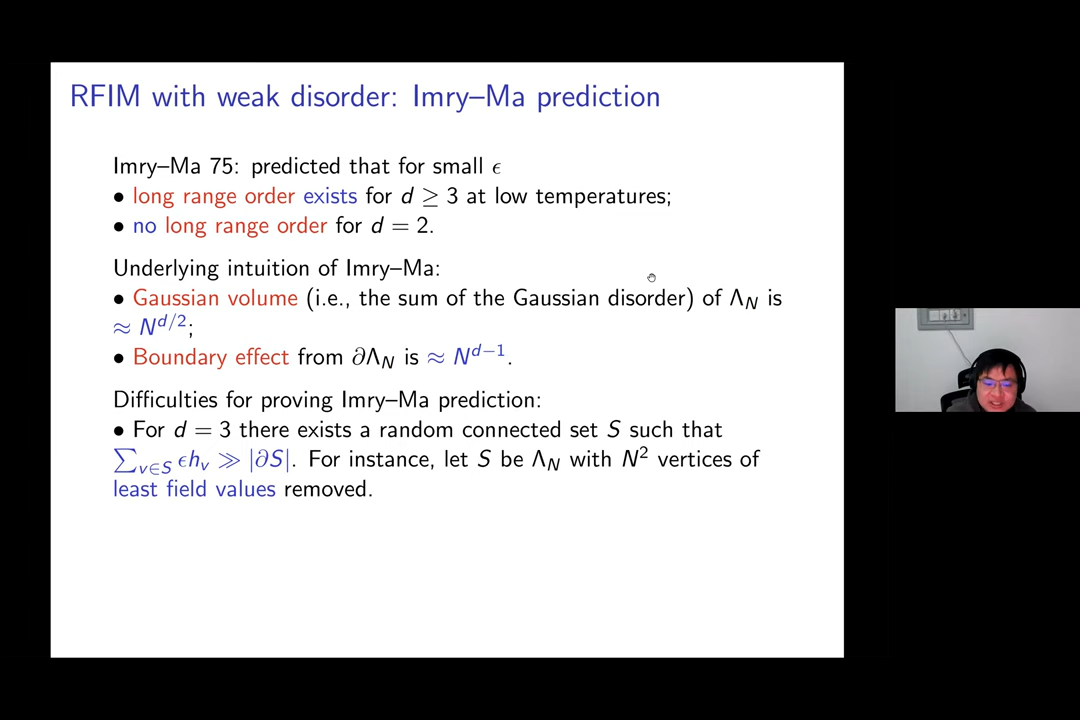 RFIM with weak disorder: Imry–Ma prediction
Imry–Ma 75: predicted that for small ϵ
• long range order exists for d ≥ 3 at low temperatures;
• no long range order for d = 2.
Underlying intuition of Imry–Ma:
• Gaussian volume (i.e., the sum of the Gaussian disorder) of Λ_N is
≈ N^{d/2};
• Boundary effect from ∂Λ_N is ≈ N^{d−1}.
Difficulties for proving Imry–Ma prediction:
• For d = 3 there exists a random connected set S such that
∑_{v∈S} ϵh_v ≫ |∂S|. For instance, let S be Λ_N with N² vertices of
least field values removed.